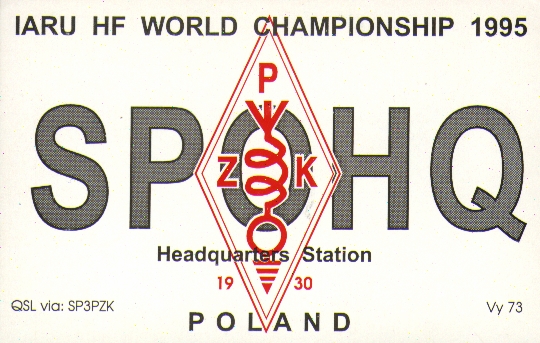 IARU HF WORLD CHAMPIONSHIP 1995
P
SP0HQ
Z K
Headquarters Station
19 30
QSL via: SP3PZK
Vy 73
POLAND